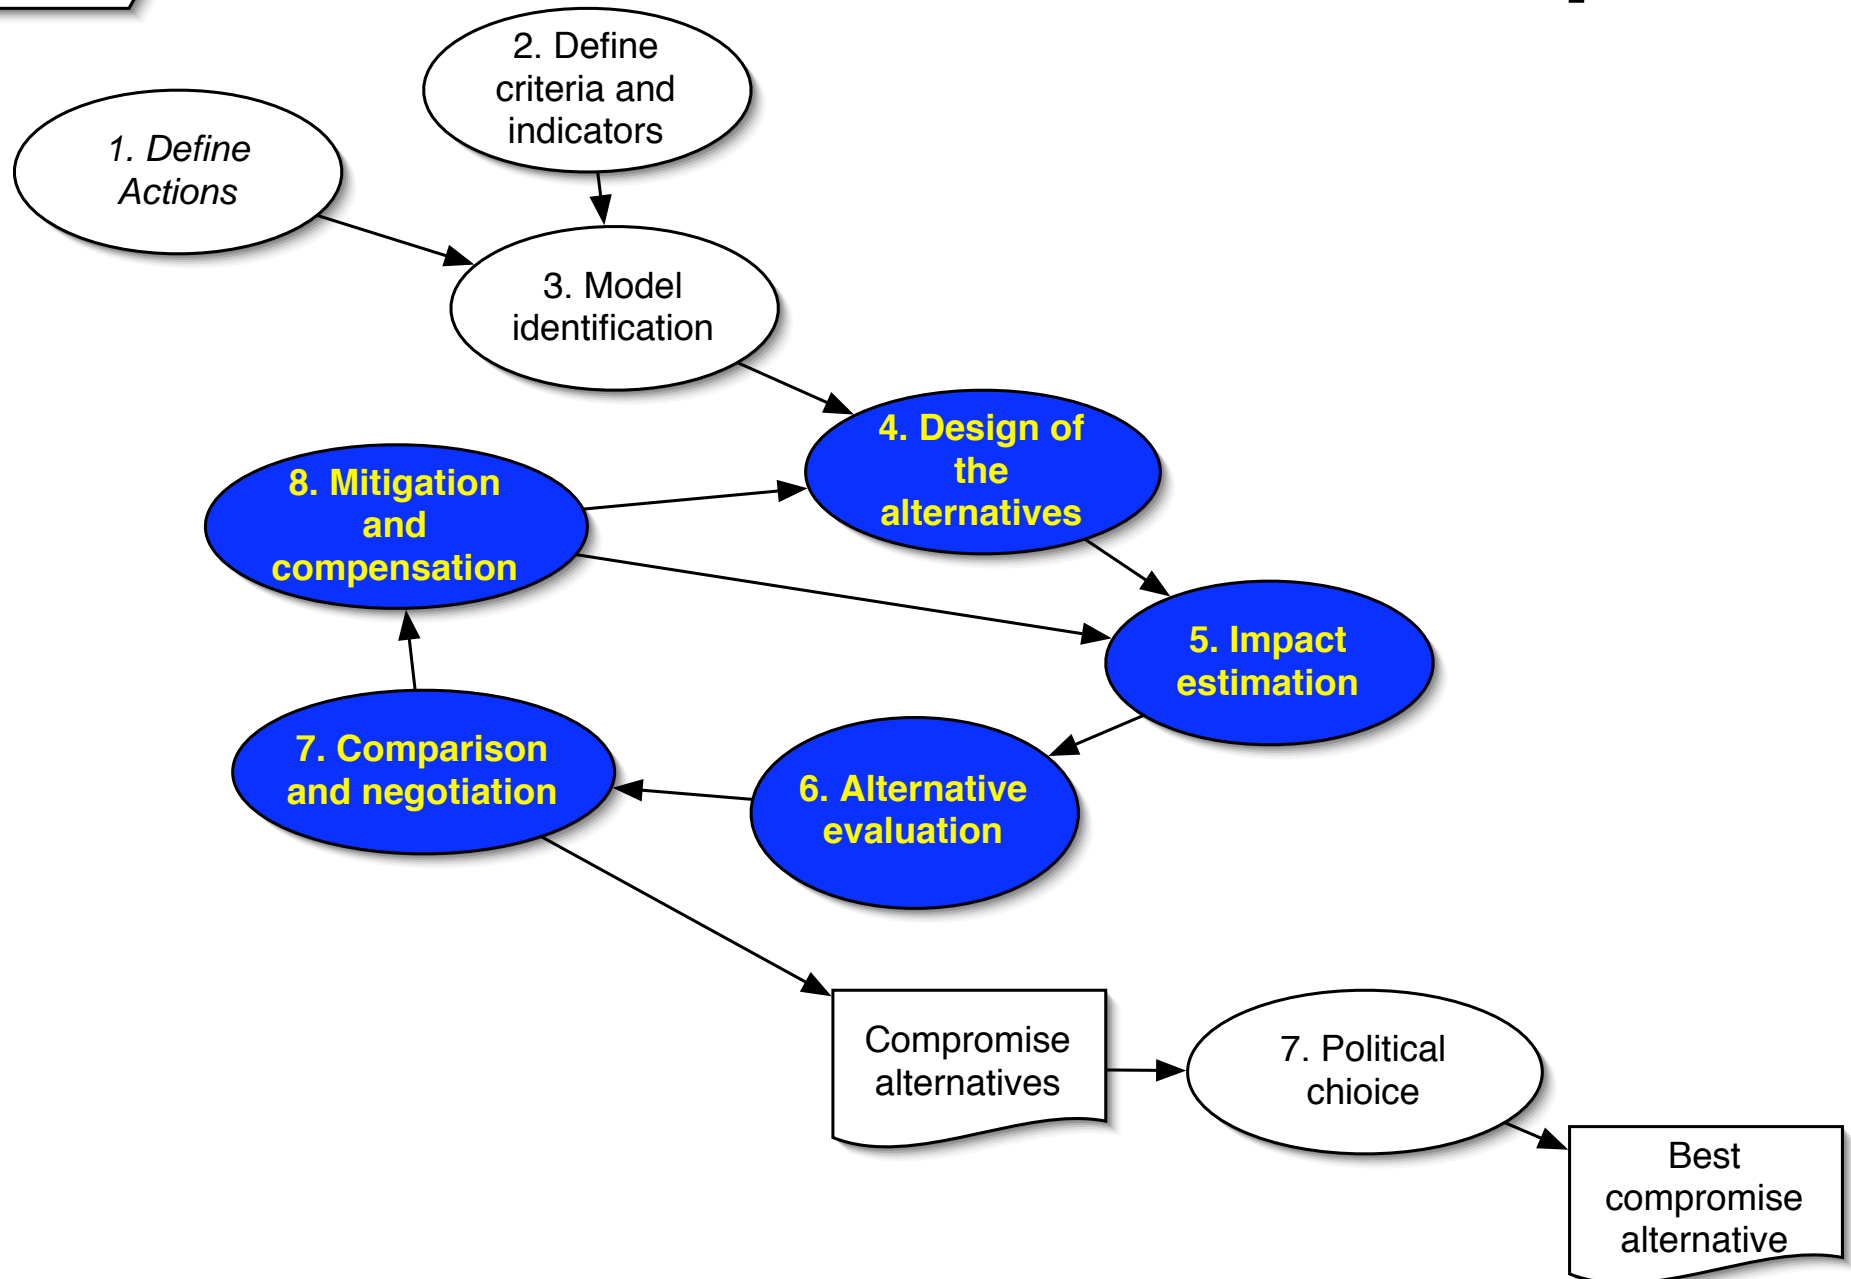 2. Define
criteria and
indicators
1. Define
Actions
3. Model
identification
4. Design of
the
alternatives
8. Mitigation
and
compensation
5. Impact
estimation
7. Comparison
and negotiation
6. Alternative
evaluation
Compromise
alternatives
7. Political
chioice
Best
compromise
alternative